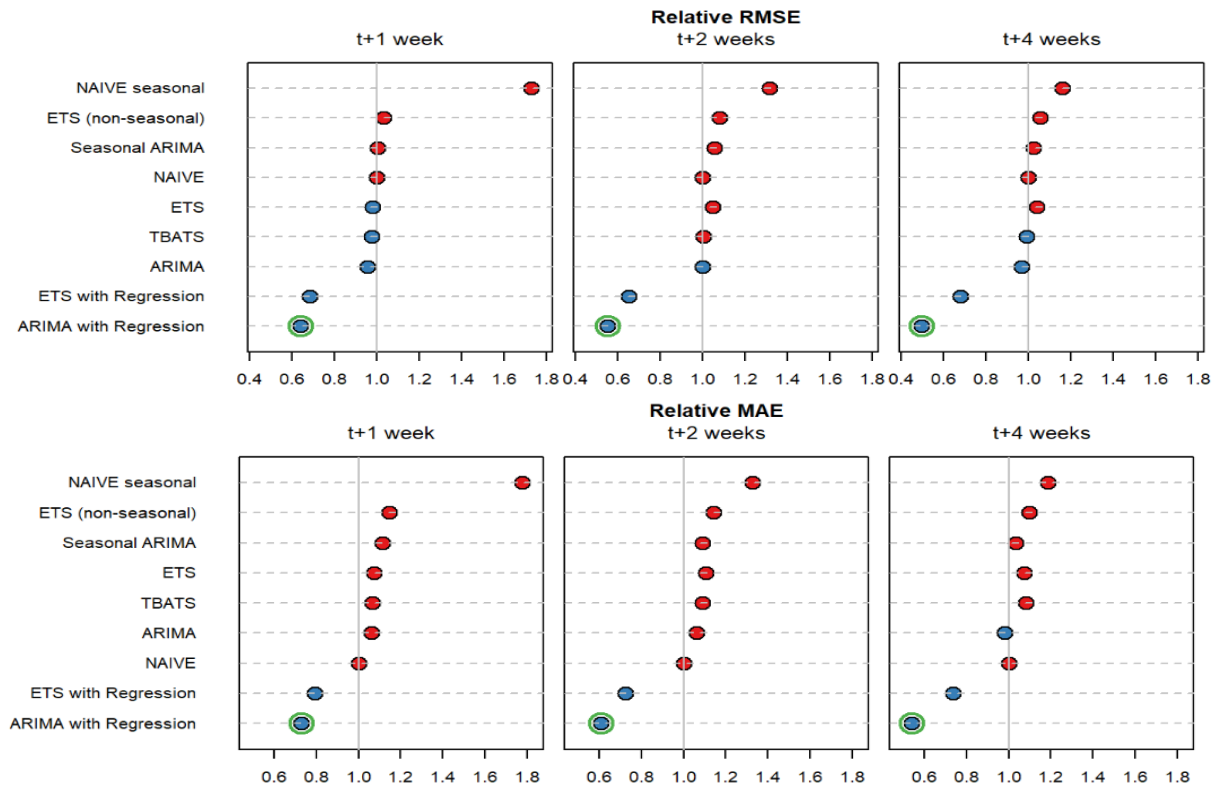 Relative RMSE
t+1 week
t+2 weeks
t+4 weeks
NAIVE seasonal
ETS (non-seasonal)
Seasonal ARIMA
NAIVE
ETS
TBATS
ARIMA
ETS with Regression
ARIMA with Regression
0.4 0.6 0.8 1.0 1.2 1.4 1.6 1.8
0.4 0.6 0.8 1.0 1.2 1.4 1.6 1.8
0.4 0.6 0.8 1.0 1.2 1.4 1.6 1.8
Relative MAE
t+1 week
t+2 weeks
t+4 weeks
NAIVE seasonal
ETS (non-seasonal)
Seasonal ARIMA
ETS
TBATS
ARIMA
NAIVE
ETS with Regression
ARIMA with Regression
0.6 0.8 1.0 1.2 1.4 1.6 1.8
0.6 0.8 1.0 1.2 1.4 1.6 1.8
0.6 0.8 1.0 1.2 1.4 1.6 1.8